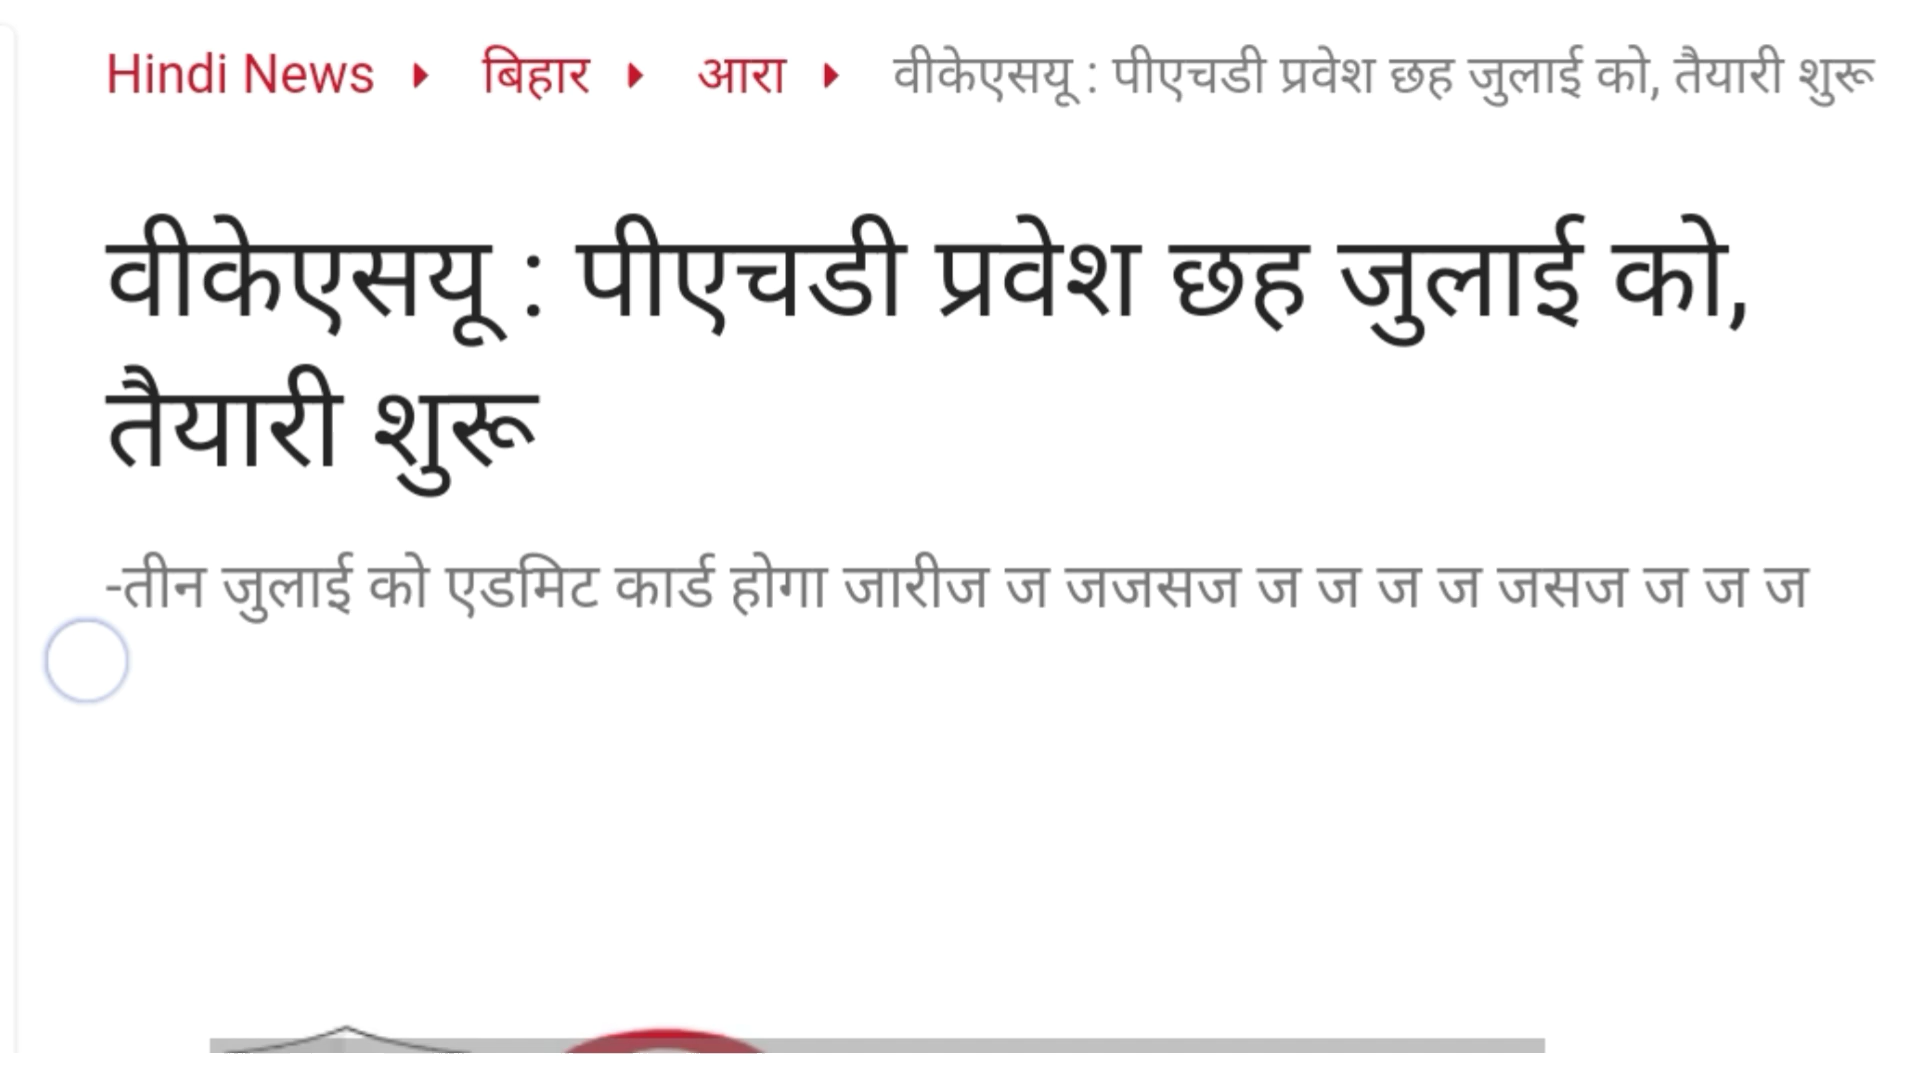 Hindi News ▸ बिहार ▸ आरा ▸ वीकेएसयू : पीएचडी प्रवेश छह जुलाई को, तैयारी शुरू
वीकेएसयू : पीएचडी प्रवेश छह जुलाई को,
तैयारी शुरू
-तीन जुलाई को एडमिट कार्ड होगा जारीज ज जजसज ज ज ज ज जसज ज ज ज